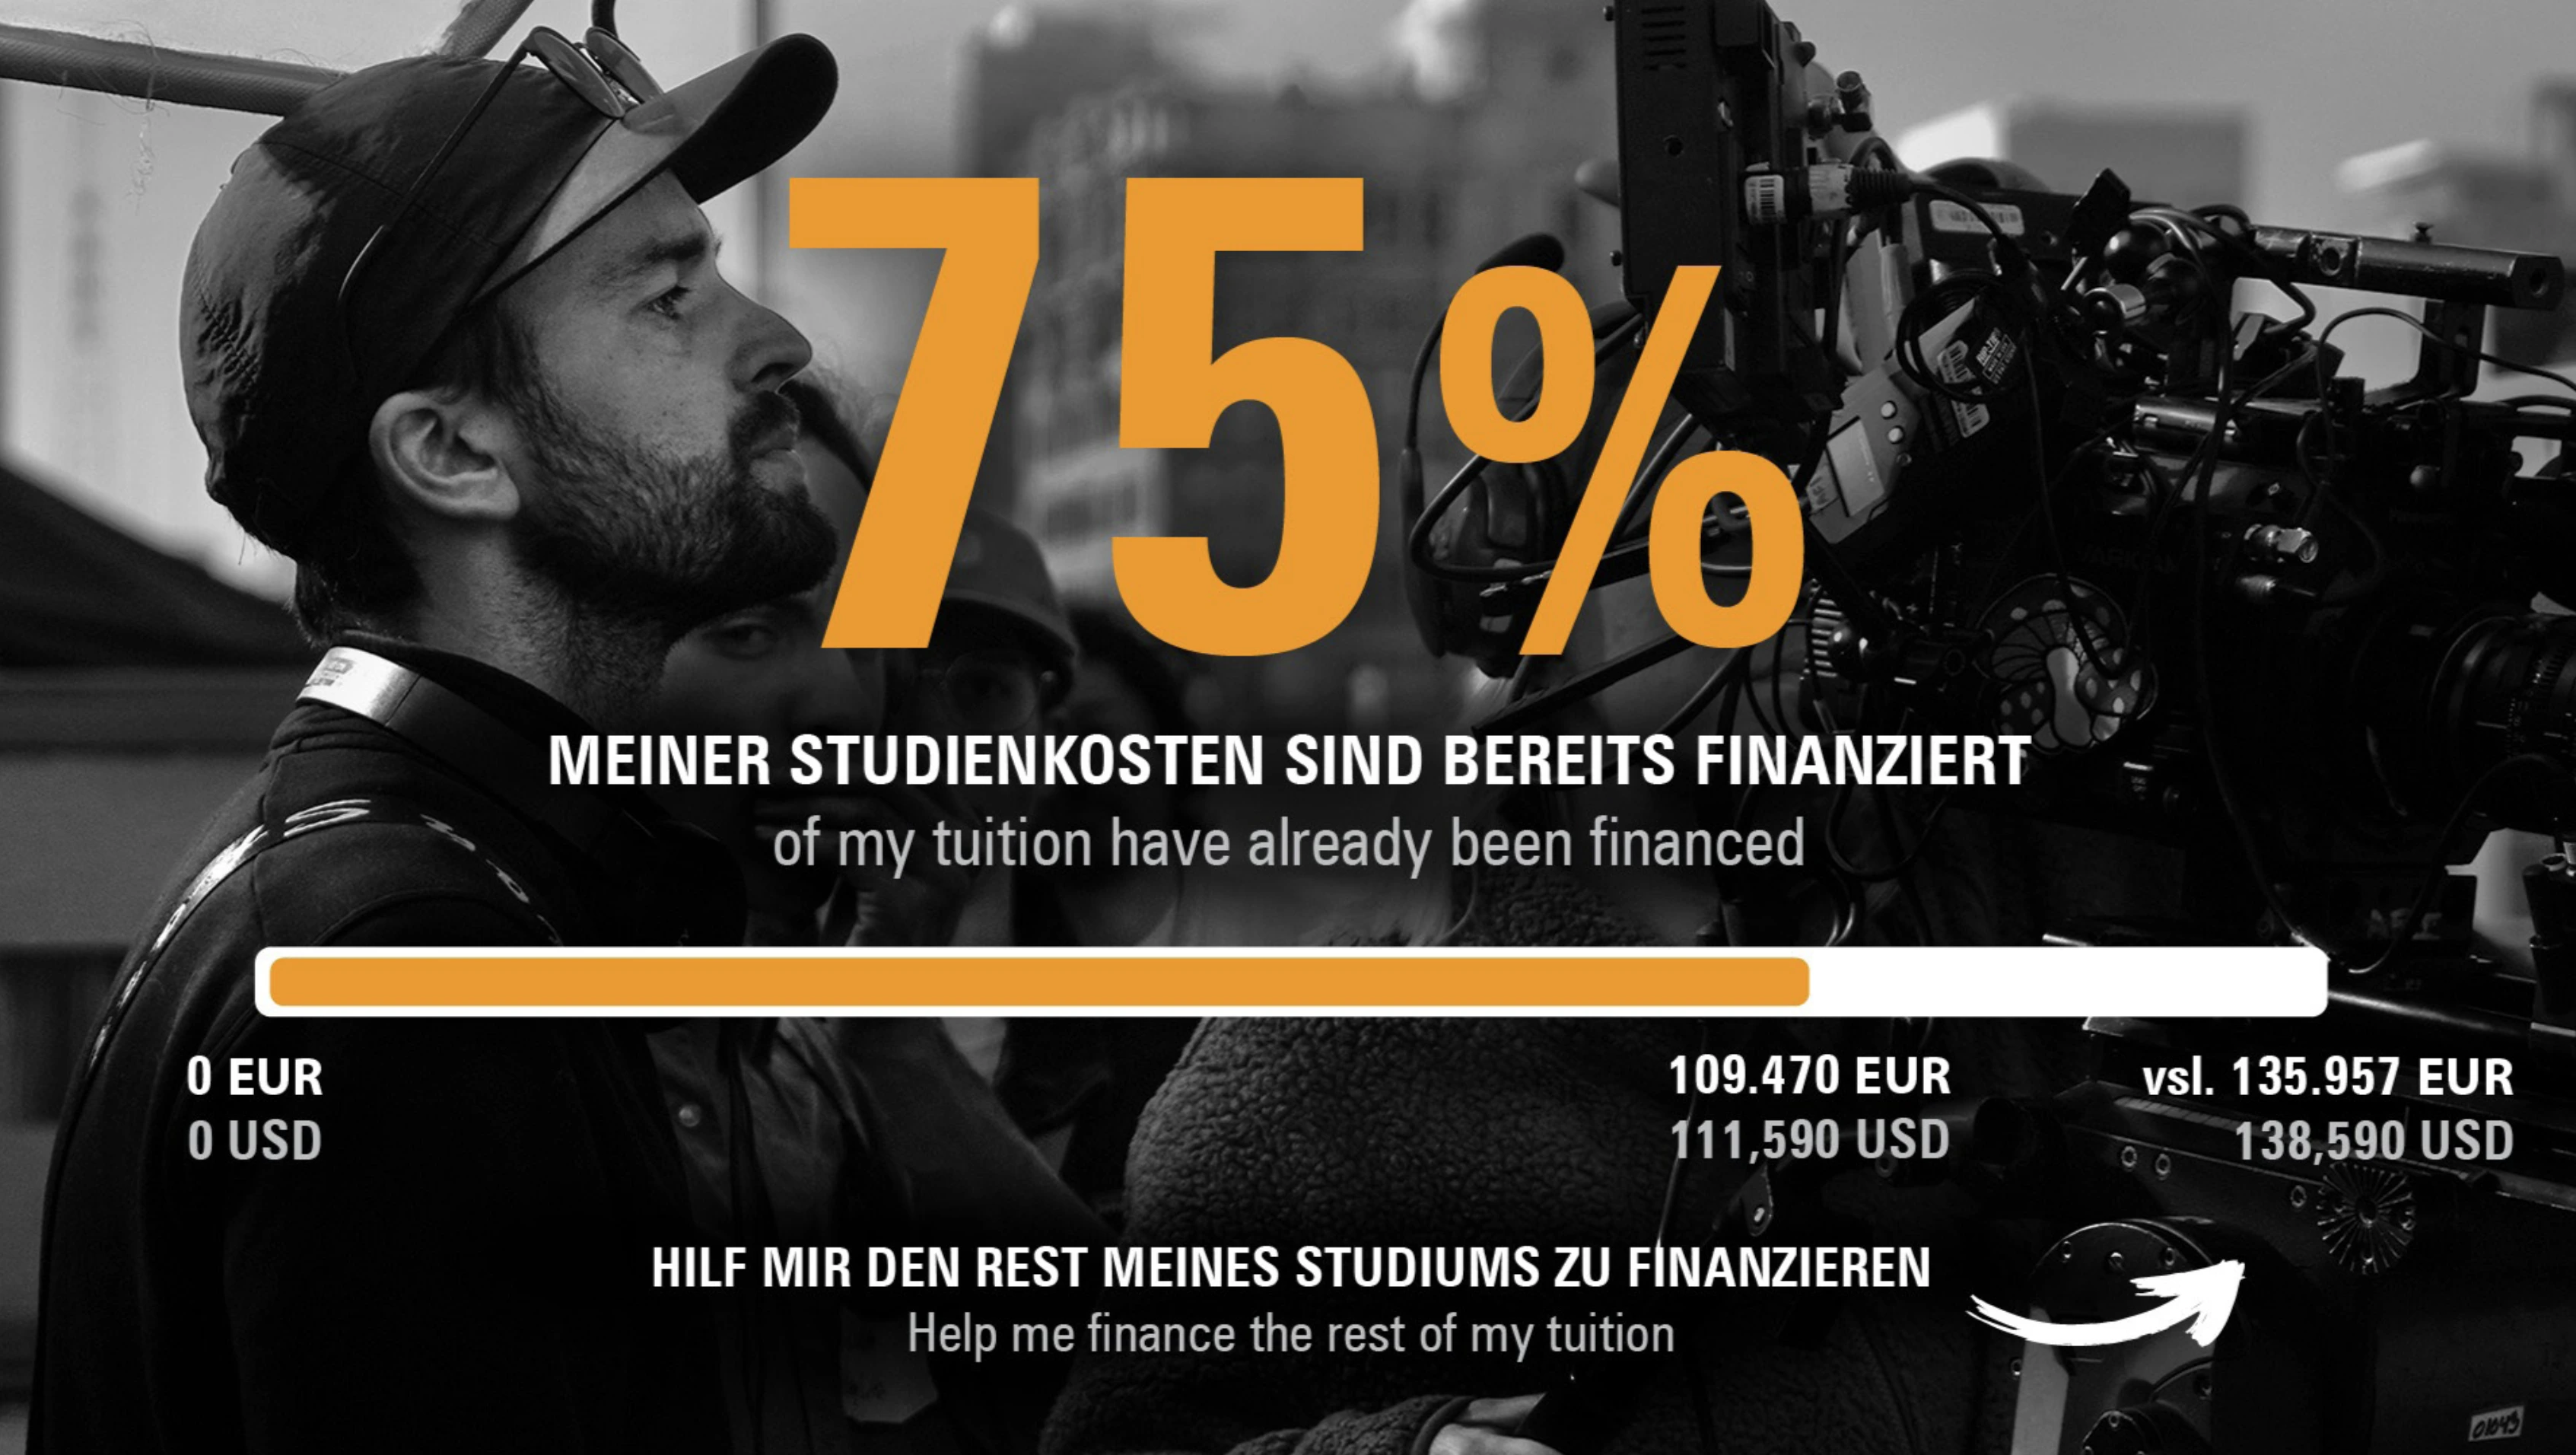 75%
MEINER STUDIENKOSTEN SIND BEREITS FINANZIERT
of my tuition have already been financed
0 EUR
0 USD
109.470 EUR
111,590 USD
vsl. 135.957 EUR
138,590 USD
HILF MIR DEN REST MEINES STUDIUMS ZU FINANZIEREN
Help me finance the rest of my tuition
01043